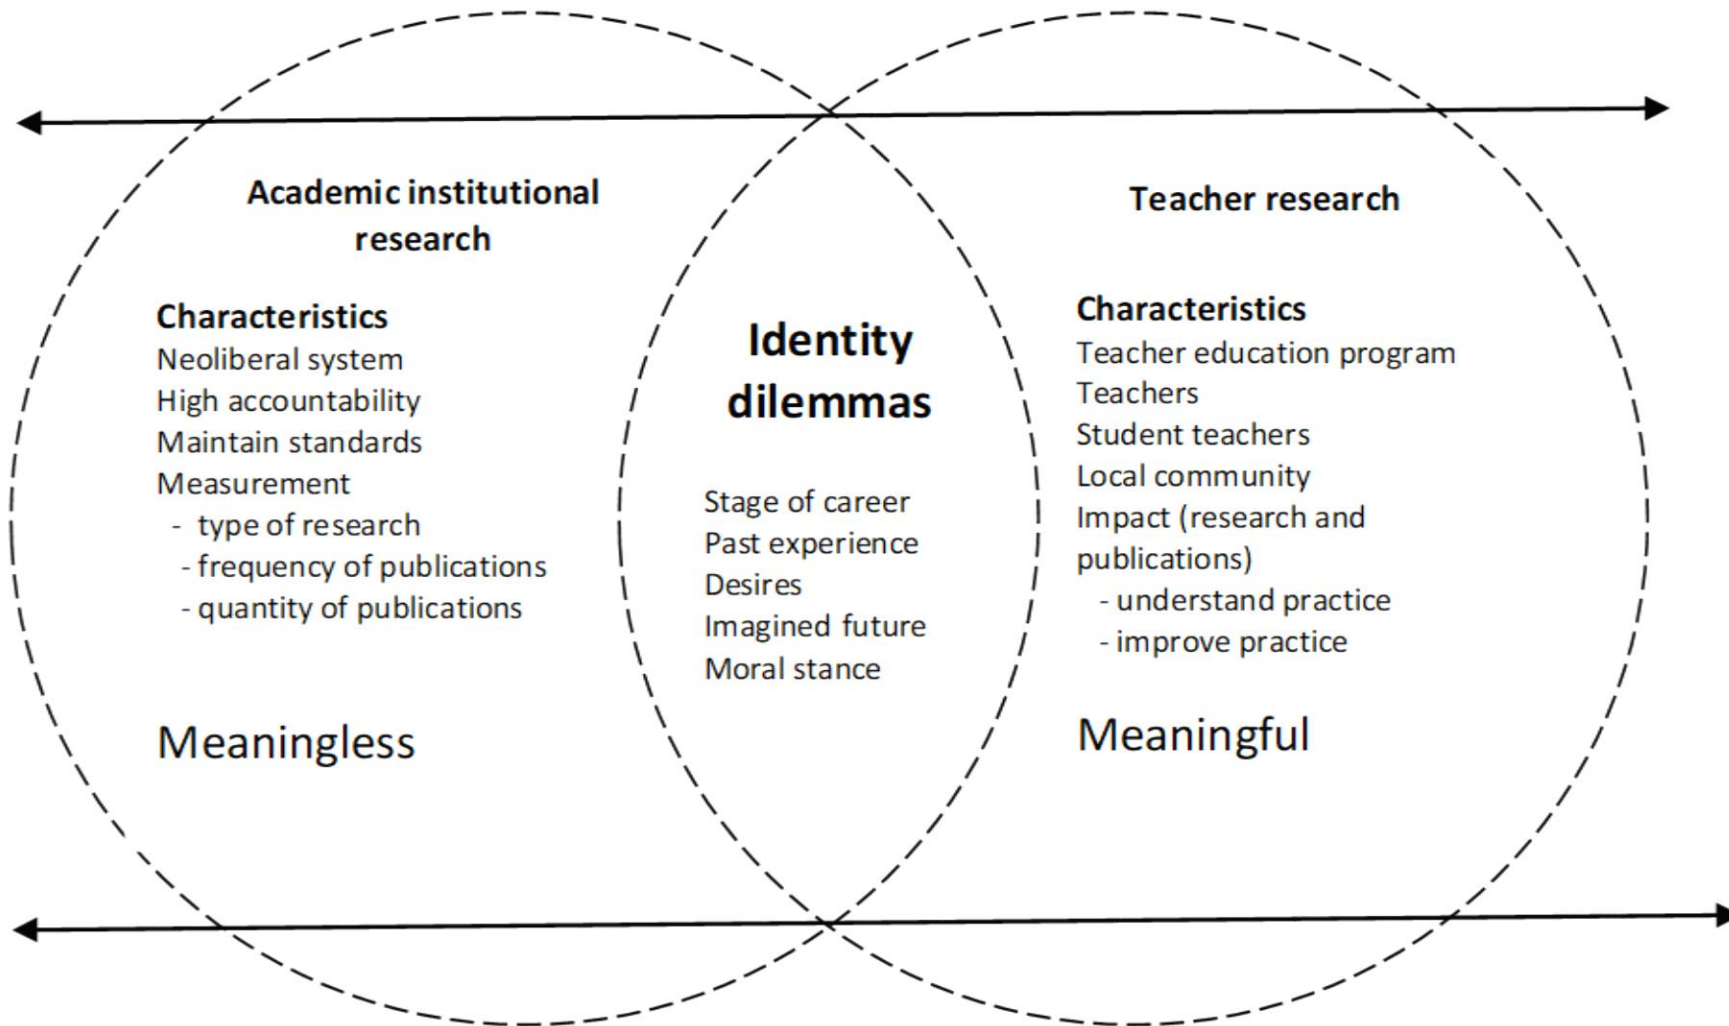 Academic institutional
research
Characteristics
Neoliberal system
High accountability
Maintain standards
Measurement
- type of research
- frequency of publications
- quantity of publications
Meaningless
Identity
dilemmas
Stage of career
Past experience
Desires
Imagined future
Moral stance
Teacher research
Characteristics
Teacher education program
Teachers
Student teachers
Local community
Impact (research and
publications)
- understand practice
- improve practice
Meaningful